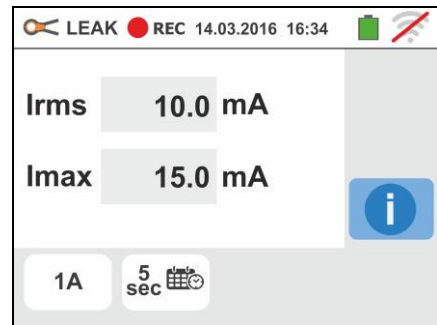 LEAK REC 14.03.2016 16:34
Irms 10.0 mA
Imax 15.0 mA
i
1A 5 sec